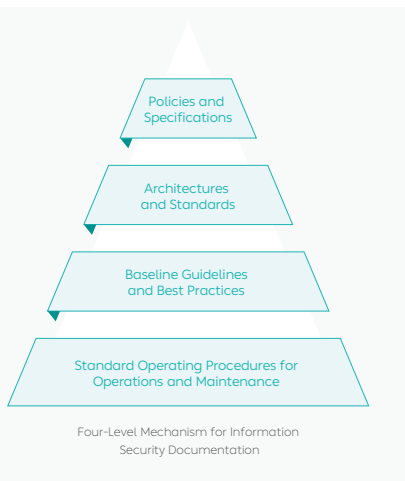 Policies and
Specifications
Architectures
and Standards
Baseline Guidelines
and Best Practices
Standard Operating Procedures for
Operations and Maintenance
Four-Level Mechanism for Information
Security Documentation